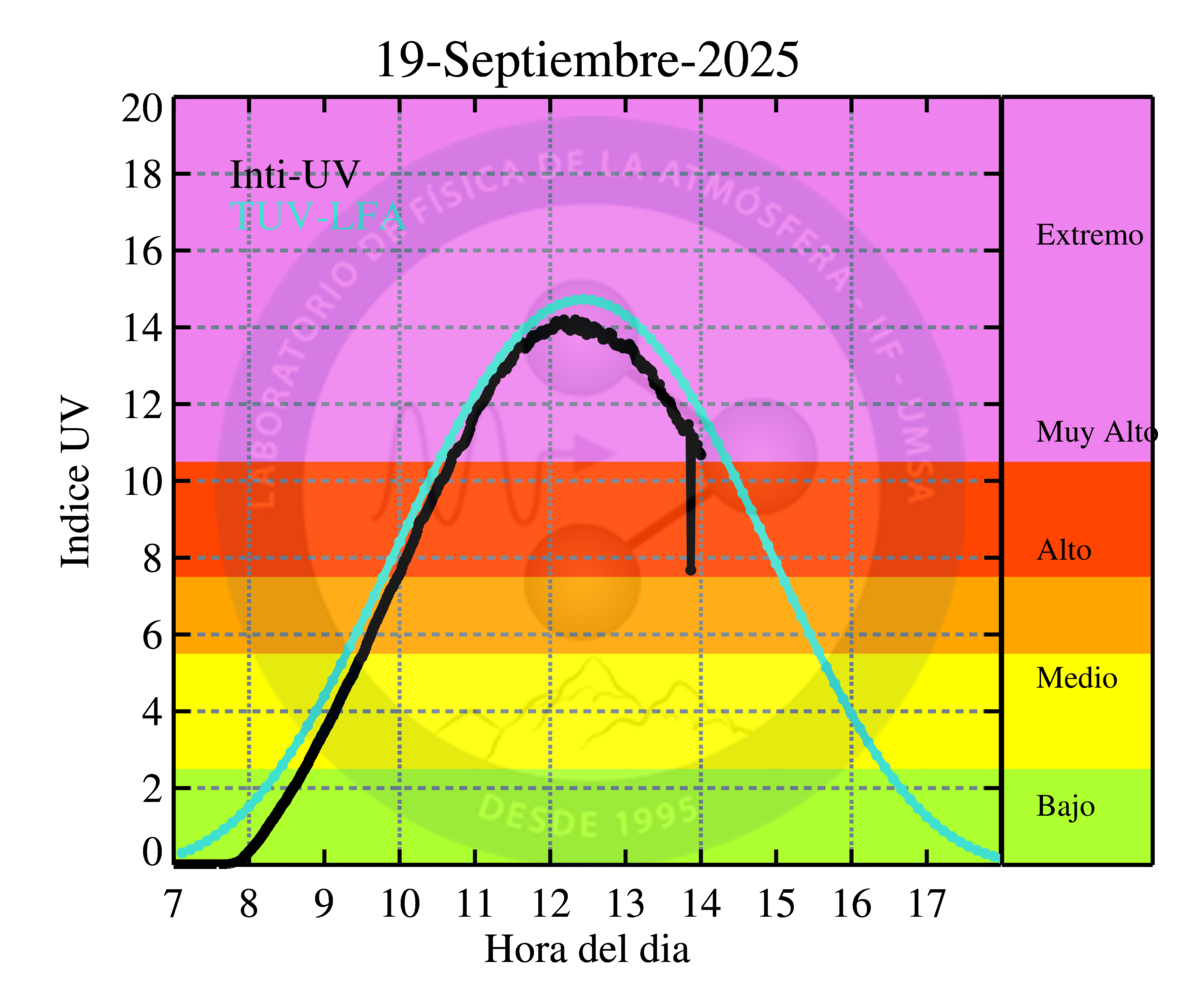 19-Septiembre-2025
20
18
16
14
12
10
8
6
4
2
0
Indice UV
Inti-UV
TUV-LFA
LABORATORIO DE FÍSICA DE LA ATMÓSFERA - IIF - UMSA
DESDE 1995
Extremo
Muy Alto
Alto
Medio
Bajo
7 8 9 10 11 12 13 14 15 16 17
Hora del dia